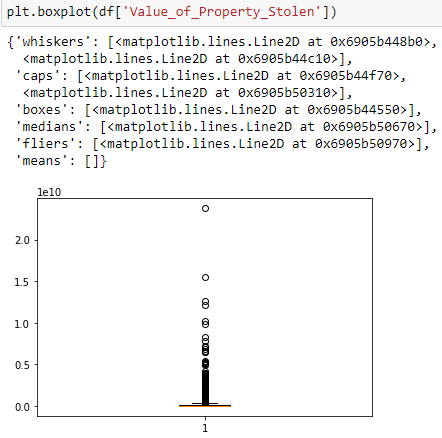 plt.boxplot(df['Value_of_Property_Stolen'])
{'whiskers': [<matplotlib.lines.Line2D at 0x6905b448b0>,
<matplotlib.lines.Line2D at 0x6905b44c10>],
'caps': [<matplotlib.lines.Line2D at 0x6905b44f70>,
<matplotlib.lines.Line2D at 0x6905b50310>],
'boxes': [<matplotlib.lines.Line2D at 0x6905b44550>],
'medians': [<matplotlib.lines.Line2D at 0x6905b50670>],
'fliers': [<matplotlib.lines.Line2D at 0x6905b50970>],
'means': []}
1e10
2.0
1.5
1.0
0.5
0.0
1